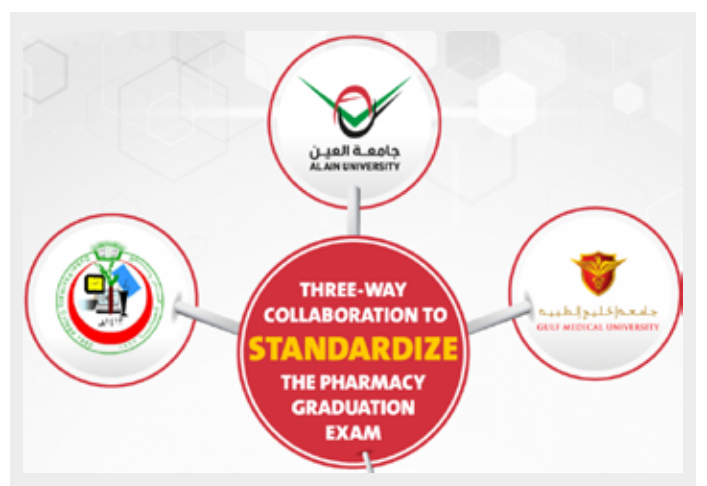 جامعة العين
AL AIN UNIVERSITY
جامعة الخليج الطبية
GULF MEDICAL UNIVERSITY
THREE-WAY
COLLABORATION TO
STANDARDIZE
THE PHARMACY
GRADUATION
EXAM